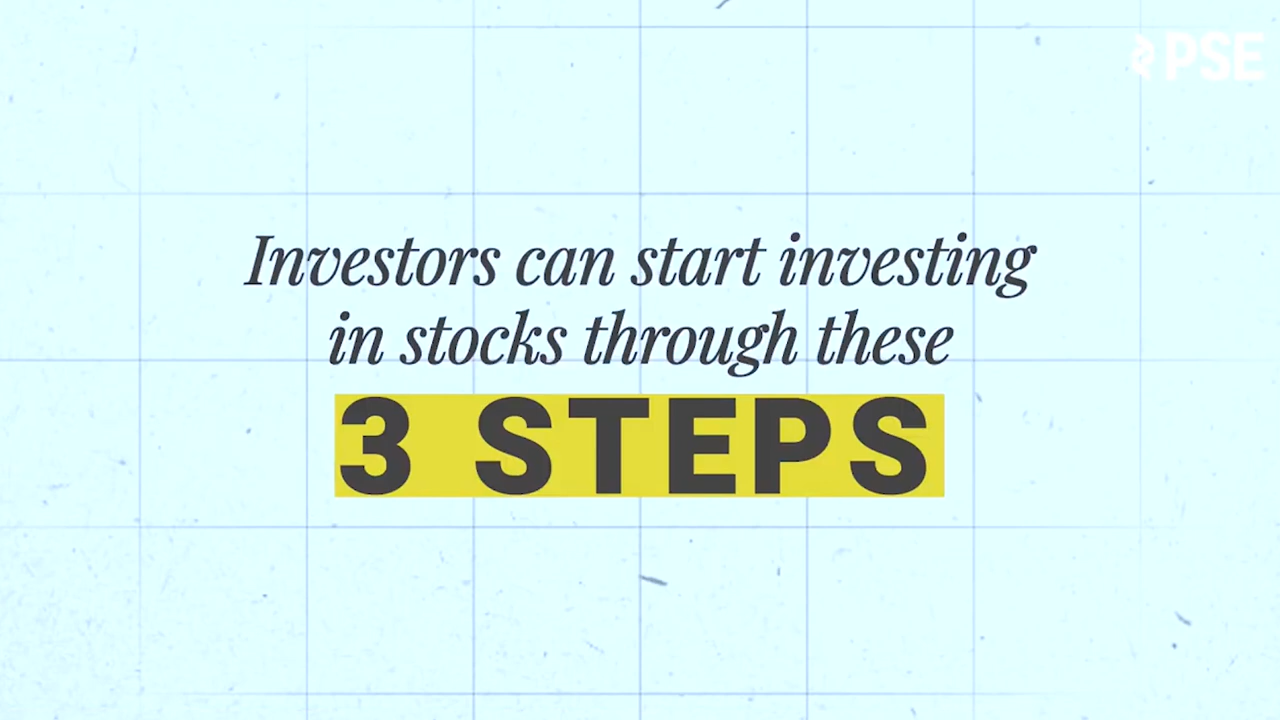 PSE
Investors can start investing
in stocks through these
3 STEPS